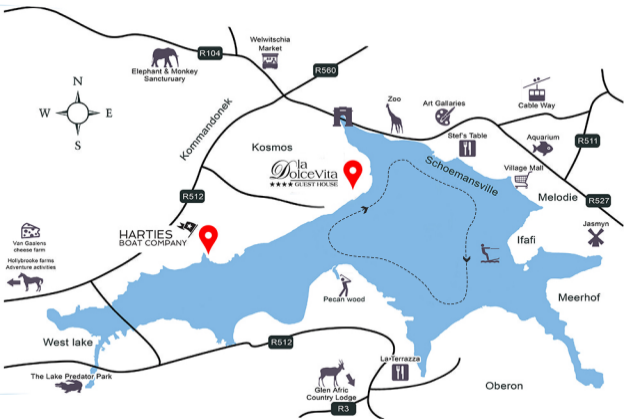 Welwitschia
Market
R104
Elephant & Monkey
Sancturuary
R560
N
W E
S
Kommandonek
Zoo
Art Gallaries
Cable Way
Stef's Table
Aquarium
R511
Kosmos
la
DolceVita
★★★★ GUEST HOUSE
Schoemansville
Village Mall
Melodie
R527
R512
HARTIES
BOAT COMPANY
Jasmyn
Van Gaalens
cheese farm
Hollybrooke farms
Adventure activities
Ifafi
Pecan wood
Meerhof
West lake
R512
The Lake Predator Park
La-Terrazza
Glen Afric
Country Lodge
Oberon
R3